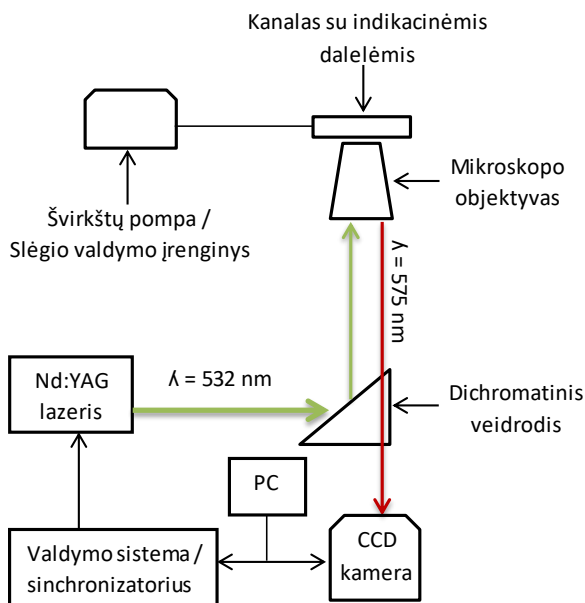 Kanalas su indikacinėmis
dalelėmis
Mikroskopo
objektyvas
Švirkštų pompa /
Slėgio valdymo įrenginys
ʎ = 575 nm
ʎ = 532 nm
Nd:YAG
lazeris
Dichromatinis
veidrodis
PC
Valdymo sistema /
sinchronizatorius
CCD
kamera